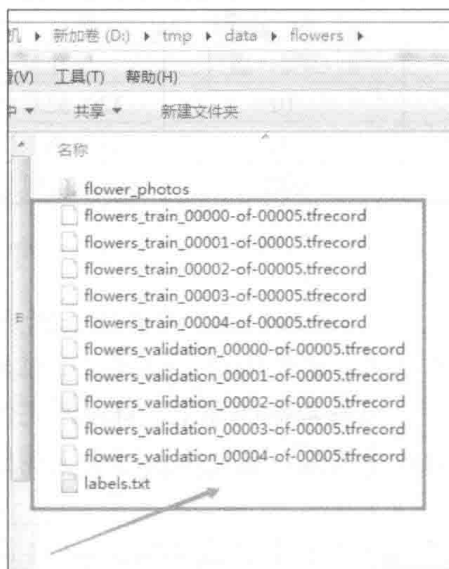 机 ▸ 新加卷 (D:) ▸ tmp ▸ data ▸ flowers ▸
(V) 工具(T) 帮助(H)
中 ▾ 共享 ▾ 新建文件夹
名称
flower_photos
flowers_train_00000-of-00005.tfrecord
flowers_train_00001-of-00005.tfrecord
flowers_train_00002-of-00005.tfrecord
flowers_train_00003-of-00005.tfrecord
flowers_train_00004-of-00005.tfrecord
flowers_validation_00000-of-00005.tfrecord
flowers_validation_00001-of-00005.tfrecord
flowers_validation_00002-of-00005.tfrecord
flowers_validation_00003-of-00005.tfrecord
flowers_validation_00004-of-00005.tfrecord
labels.txt